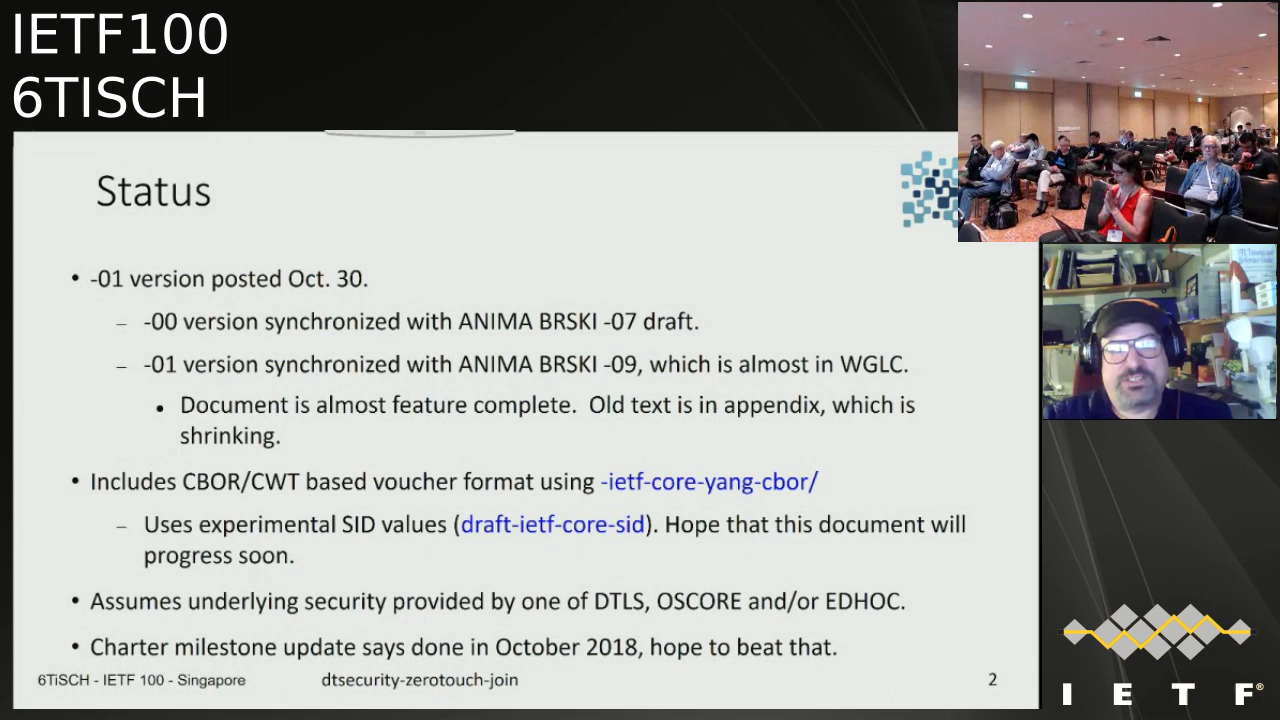 IETF100
6TISCH
Status
• -01 version posted Oct. 30.
– -00 version synchronized with ANIMA BRSKI -07 draft.
– -01 version synchronized with ANIMA BRSKI -09, which is almost in WGLC.
• Document is almost feature complete. Old text is in appendix, which is
shrinking.
• Includes CBOR/CWT based voucher format using -ietf-core-yang-cbor/
– Uses experimental SID values (draft-ietf-core-sid). Hope that this document will
progress soon.
• Assumes underlying security provided by one of DTLS, OSCORE and/or EDHOC.
• Charter milestone update says done in October 2018, hope to beat that.
6TiSCH - IETF 100 - Singapore
dtsecurity-zerotouch-join
2
I E T F®